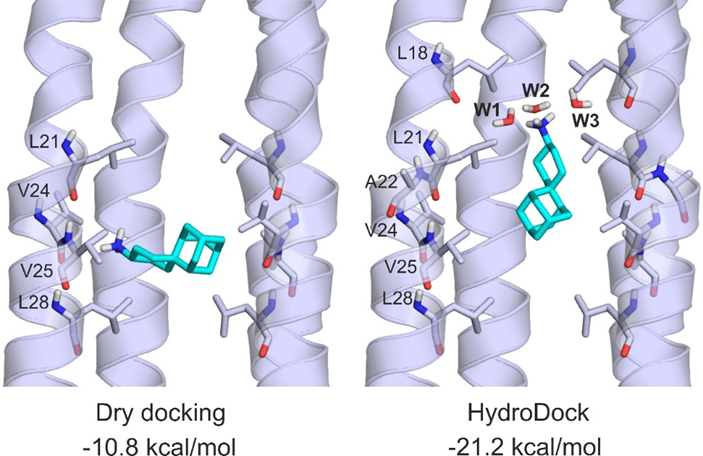 L21
V24
V25
L28
Dry docking
-10.8 kcal/mol
L18
W1
W2
W3
L21
A22
V24
V25
L28
HydroDock
-21.2 kcal/mol